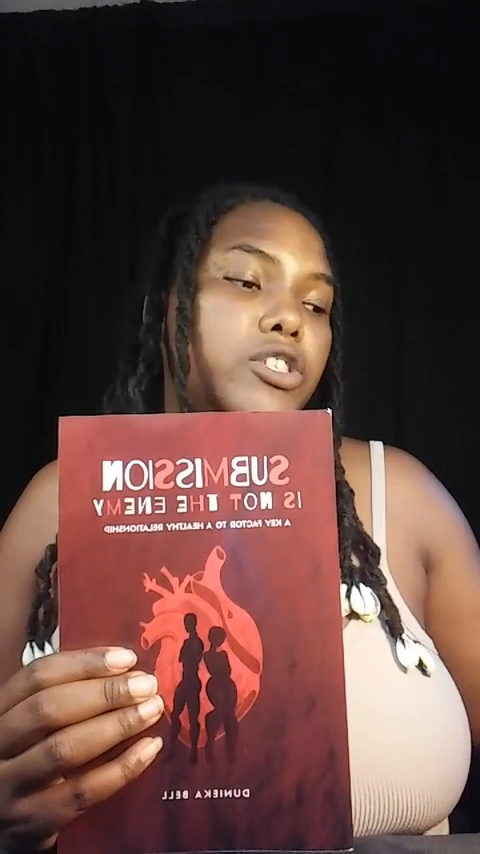 SUBMISSION
IS NOT THE ENEMY
A KEY FACTOR TO A HEALTHY RELATIONSHIP
DUNIEKA BELL